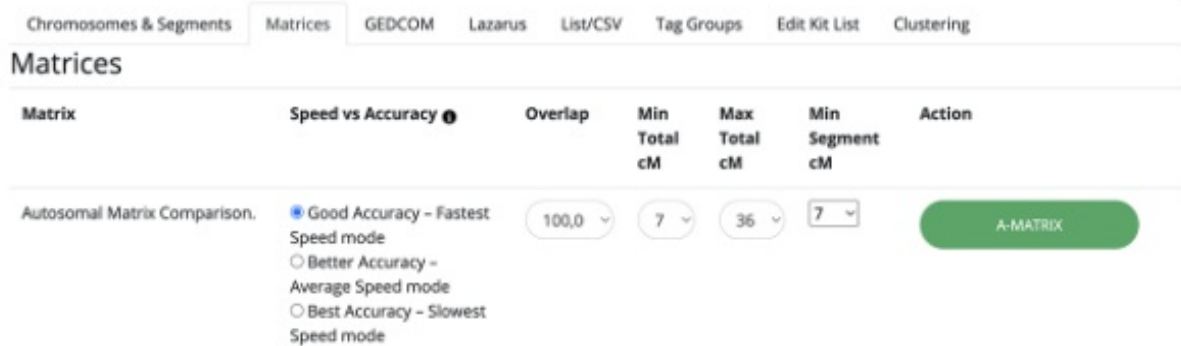 Chromosomes & Segments Matrices GEDCOM Lazarus List/CSV Tag Groups Edit Kit List Clustering
Matrices
Matrix Speed vs Accuracy Overlap Min Total cM Max Total cM Min Segment cM Action
Autosomal Matrix Comparison.
Good Accuracy – Fastest
Speed mode
Better Accuracy –
Average Speed mode
Best Accuracy – Slowest
Speed mode
100,0 7 36 7 A-MATRIX